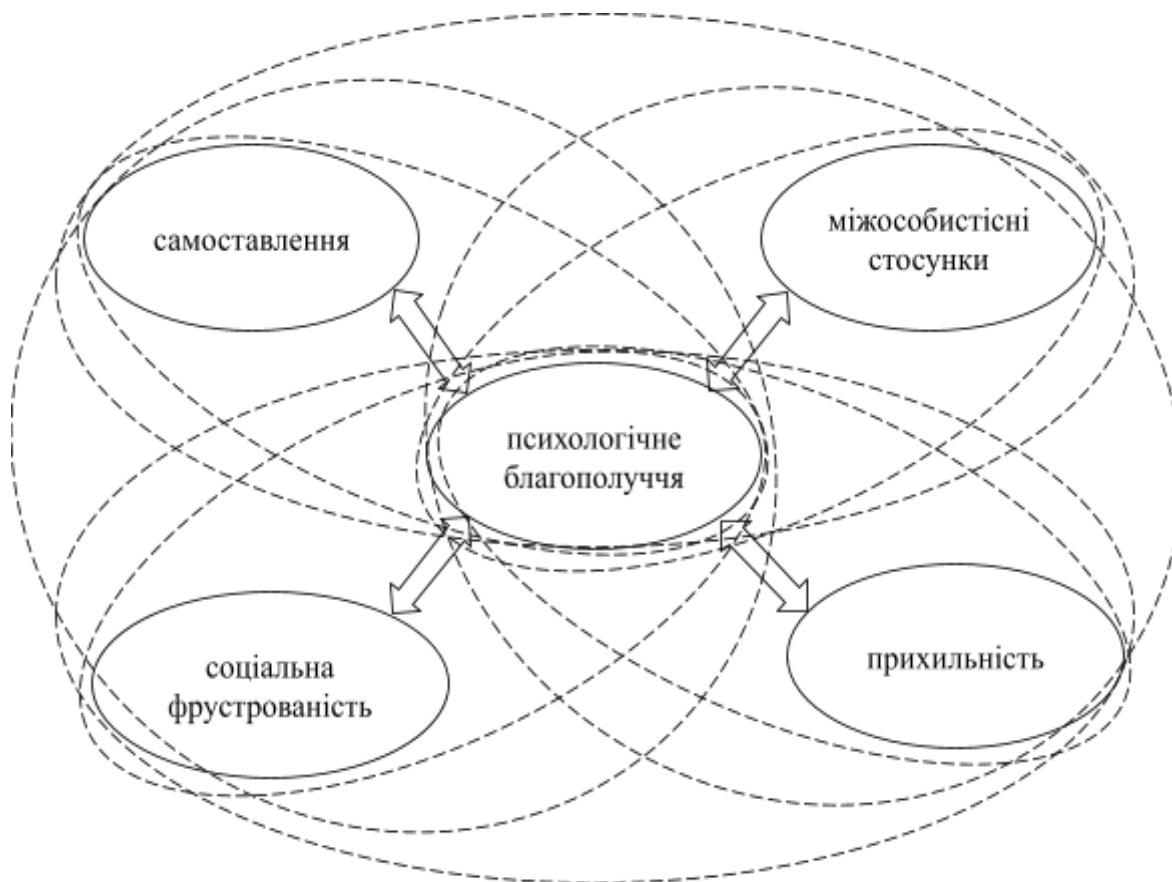 самоставлення
міжособистісні
стосунки
психологічне
благополуччя
соціальна
фрустрованість
прихильність